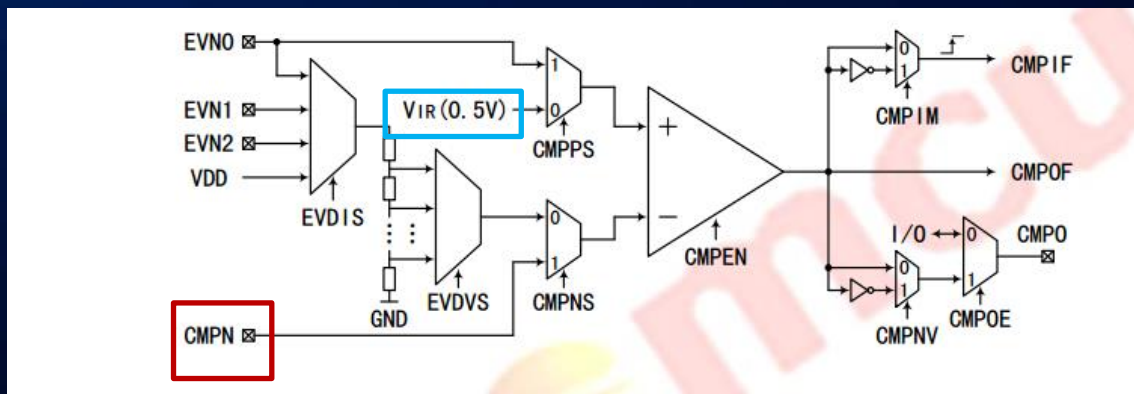 EVN0
EVN1
EVN2
VDD
EVDIS
VIR(0.5V)
1
0
CMPPS
+
−
CMPEN
0
1
CMPNS
EVDVS
GND
CMPN
0
1
CMPIM
CMPIF
CMPOF
I/O
0
1
CMPO
0
1
CMPNV
CMPOE
mcu